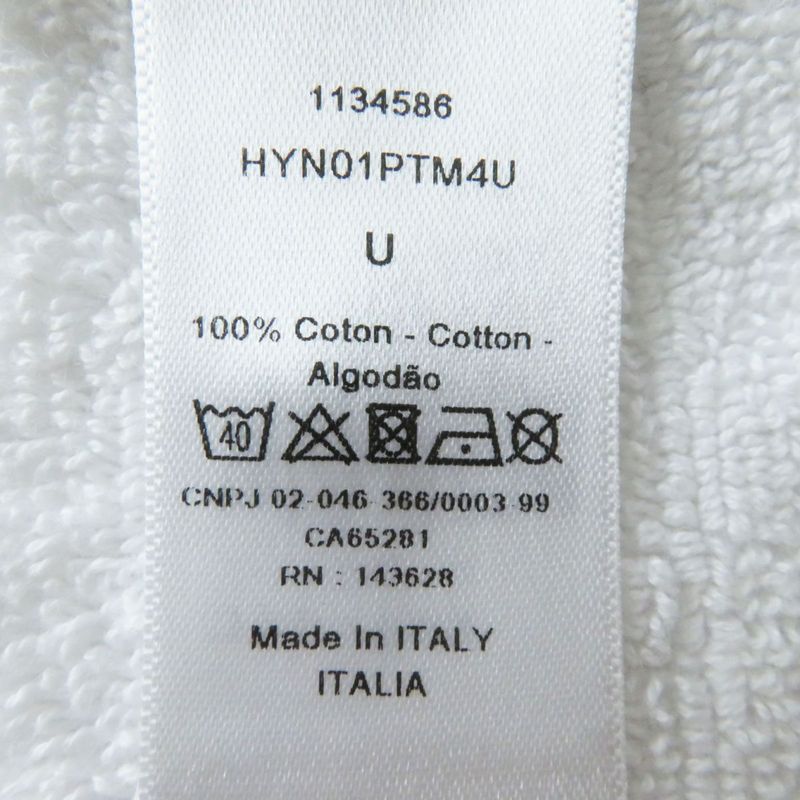 1134586
HYN01PTM4U
U
100% Coton - Cotton -
Algodão
40
CNPJ 02-046-366/0003-99
CA65281
RN : 143628
Made In ITALY
ITALIA